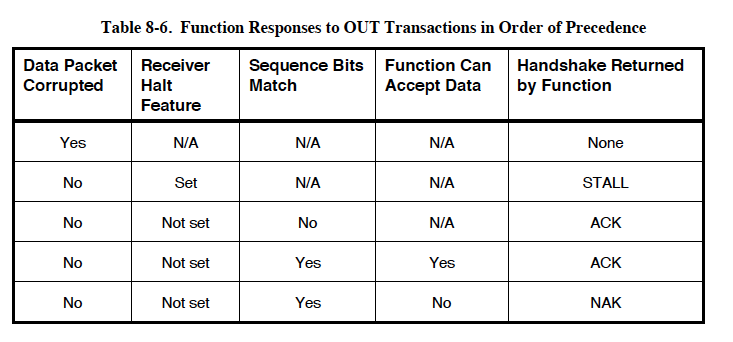 Table 8-6. Function Responses to OUT Transactions in Order of Precedence
Data Packet Corrupted | Receiver Halt Feature | Sequence Bits Match | Function Can Accept Data | Handshake Returned by Function
Yes | N/A | N/A | N/A | None
No | Set | N/A | N/A | STALL
No | Not set | No | N/A | ACK
No | Not set | Yes | Yes | ACK
No | Not set | Yes | No | NAK